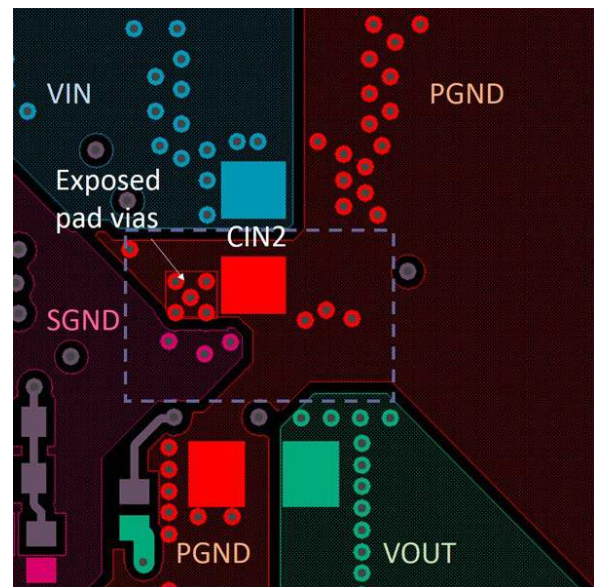 VIN
PGND
Exposed
pad vias
CIN2
SGND
PGND
VOUT